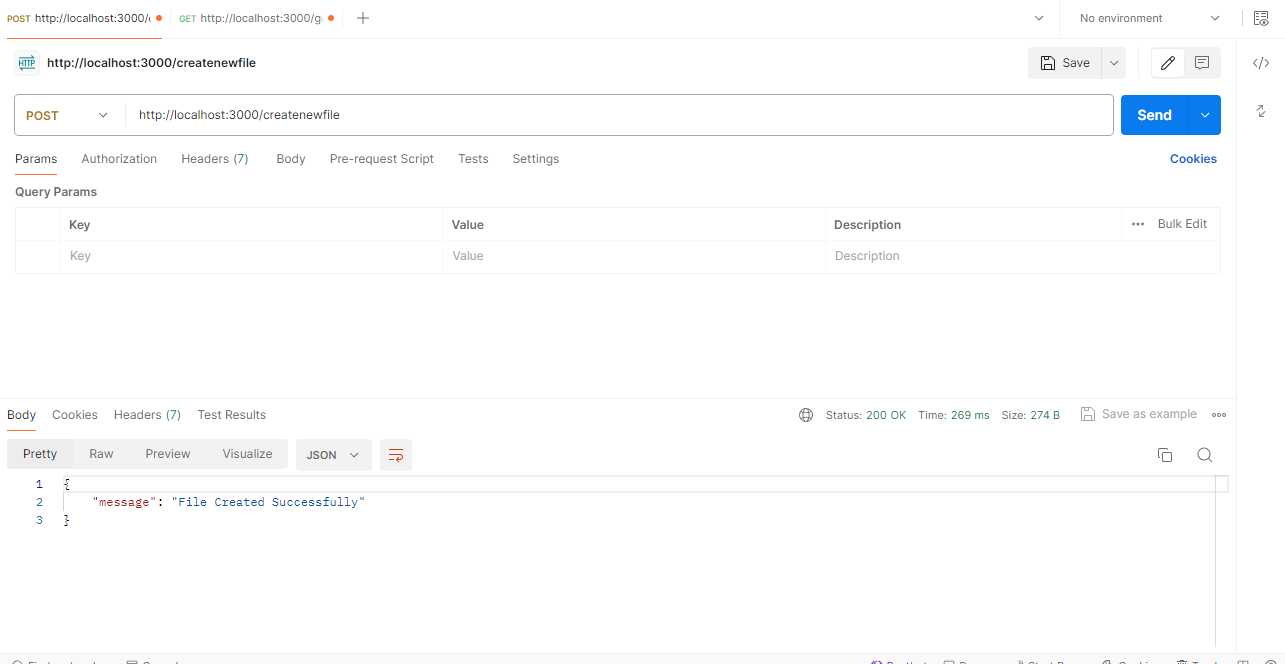 POST http://localhost:3000/ GET http://localhost:3000/g No environment
HTTP http://localhost:3000/createnewfile Save
POST http://localhost:3000/createnewfile Send
Params Authorization Headers (7) Body Pre-request Script Tests Settings Cookies
Query Params
Key Value Description Bulk Edit
Key Value Description
Body Cookies Headers (7) Test Results Status: 200 OK Time: 269 ms Size: 274 B Save as example
Pretty Raw Preview Visualize JSON
1 {
2 "message": "File Created Successfully"
3 }